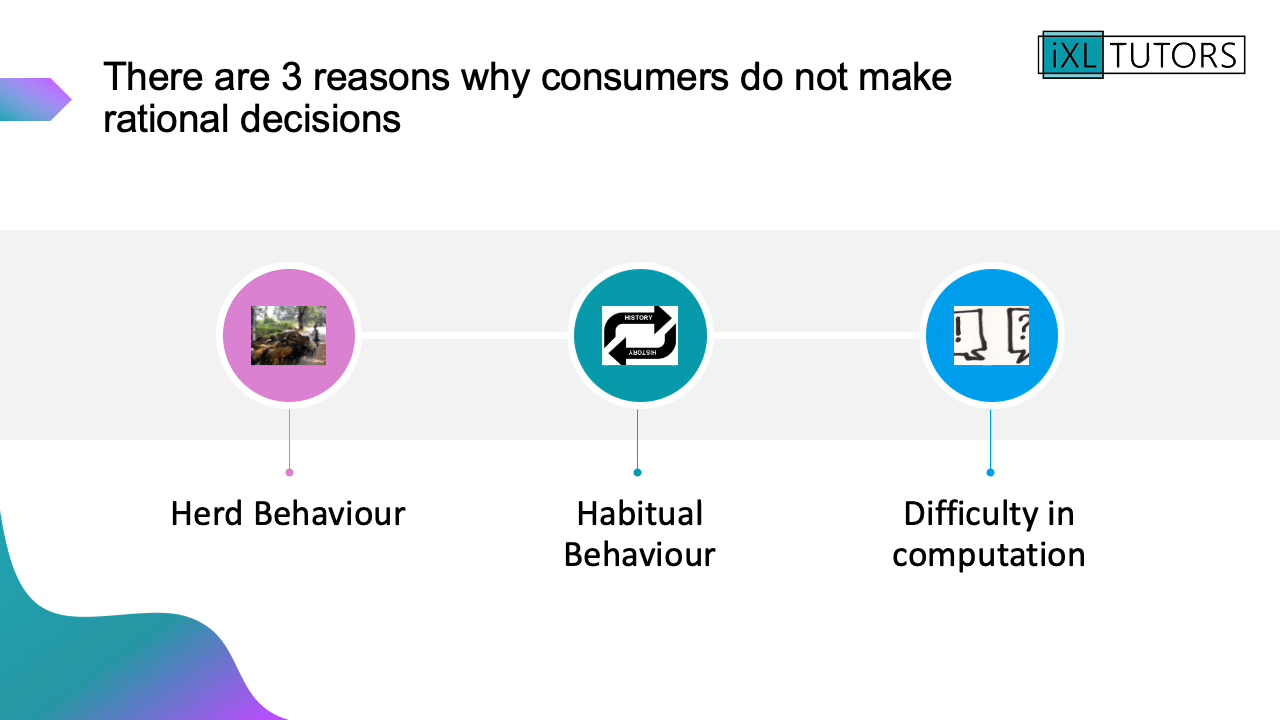 There are 3 reasons why consumers do not make
rational decisions
iXL TUTORS
HISTORY
HISTORY
!
?
Herd Behaviour
Habitual
Behaviour
Difficulty in
computation